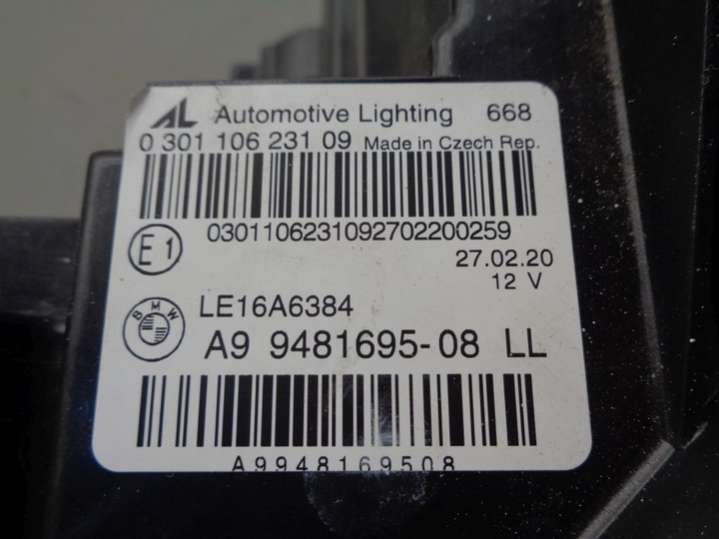 AL Automotive Lighting 668
0 301 106 231 09 Made in Czech Rep.
0301106231092702200259
E1
27.02.20
12 V
BMW
LE16A6384
A9 9481695-08 LL
A9948169508